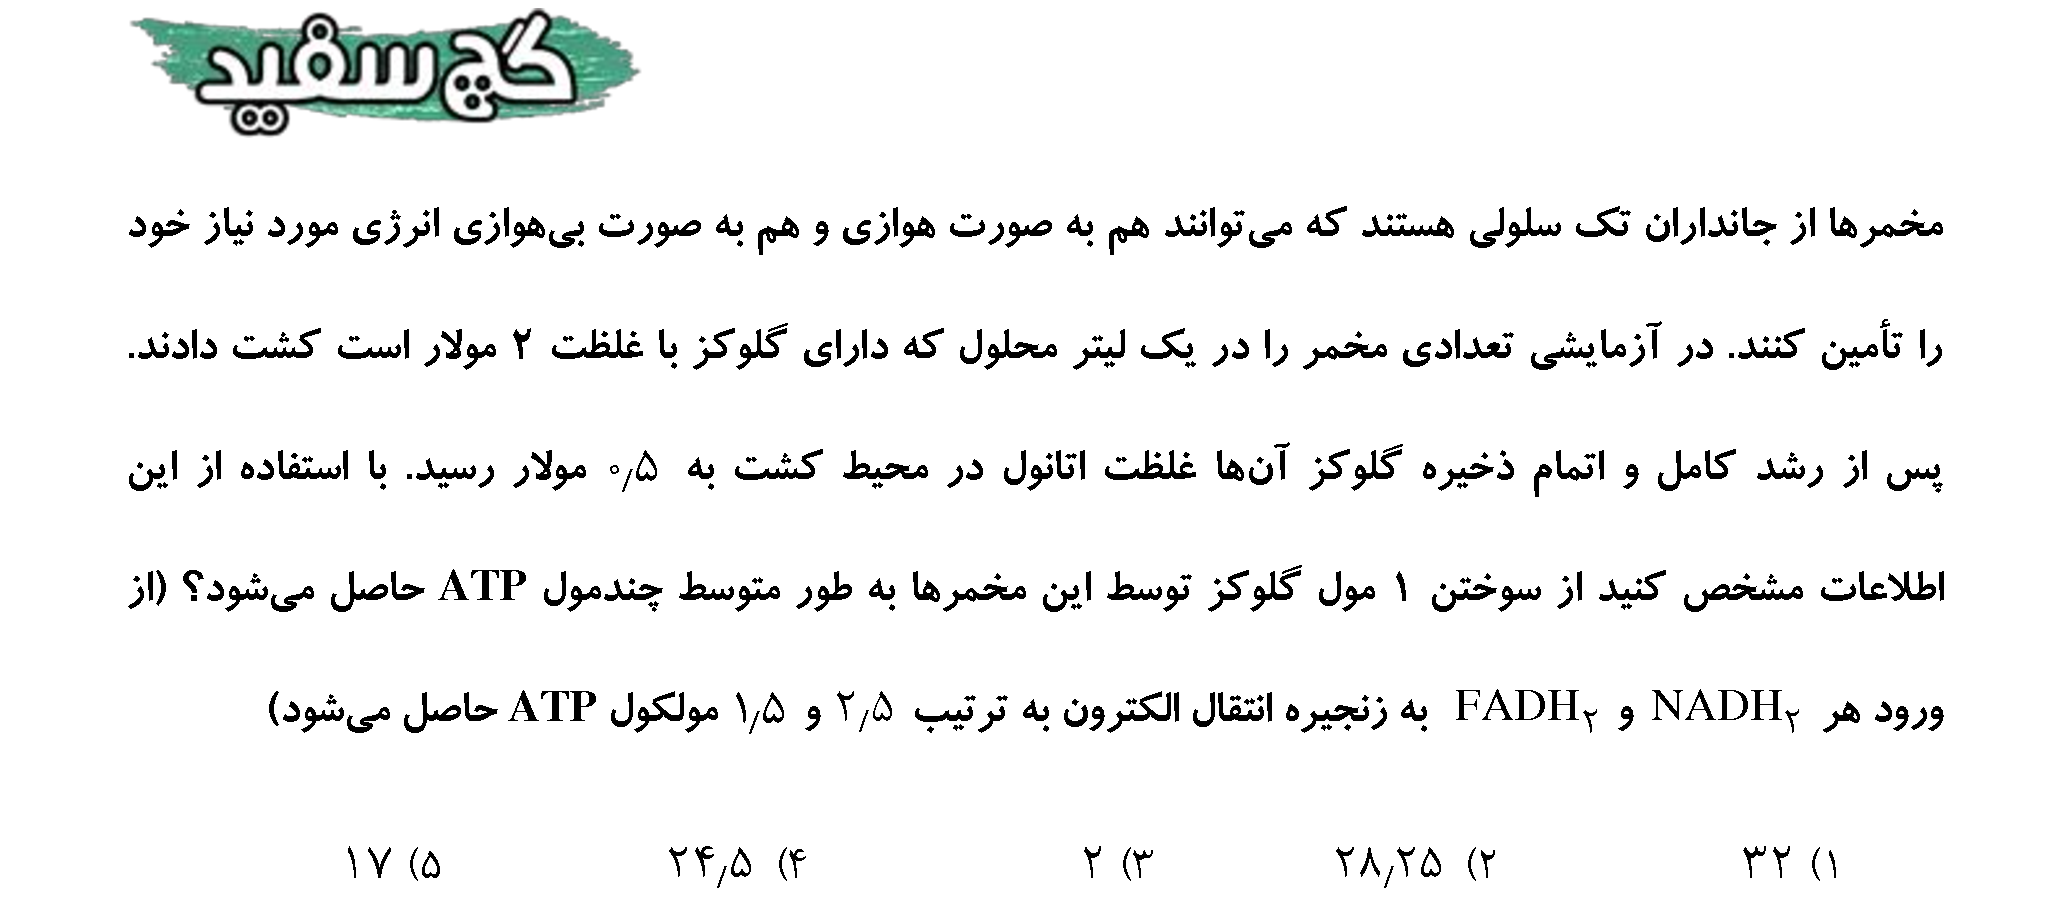 گچ سفید
مخمرها از جانداران تک سلولی هستند که می‌توانند هم به صورت هوازی و هم به صورت بی‌هوازی انرژی مورد نیاز خود
را تأمین کنند. در آزمایشی تعدادی مخمر را در یک لیتر محلول که دارای گلوکز با غلظت ۲ مولار است کشت دادند.
پس از رشد کامل و اتمام ذخیره گلوکز آن‌ها غلظت اتانول در محیط کشت به ۰٫۵ مولار رسید. با استفاده از این
اطلاعات مشخص کنید از سوختن ۱ مول گلوکز توسط این مخمرها به طور متوسط چندمول ATP حاصل می‌شود؟ (از
ورود هر NADH₂ و FADH₂ به زنجیره انتقال الکترون به ترتیب ۲٫۵ و ۱٫۵ مولکول ATP حاصل می‌شود)
۱) ۳۲ ۲) ۲۸٫۲۵ ۳) ۲ ۴) ۲۴٫۵ ۵) ۱۷